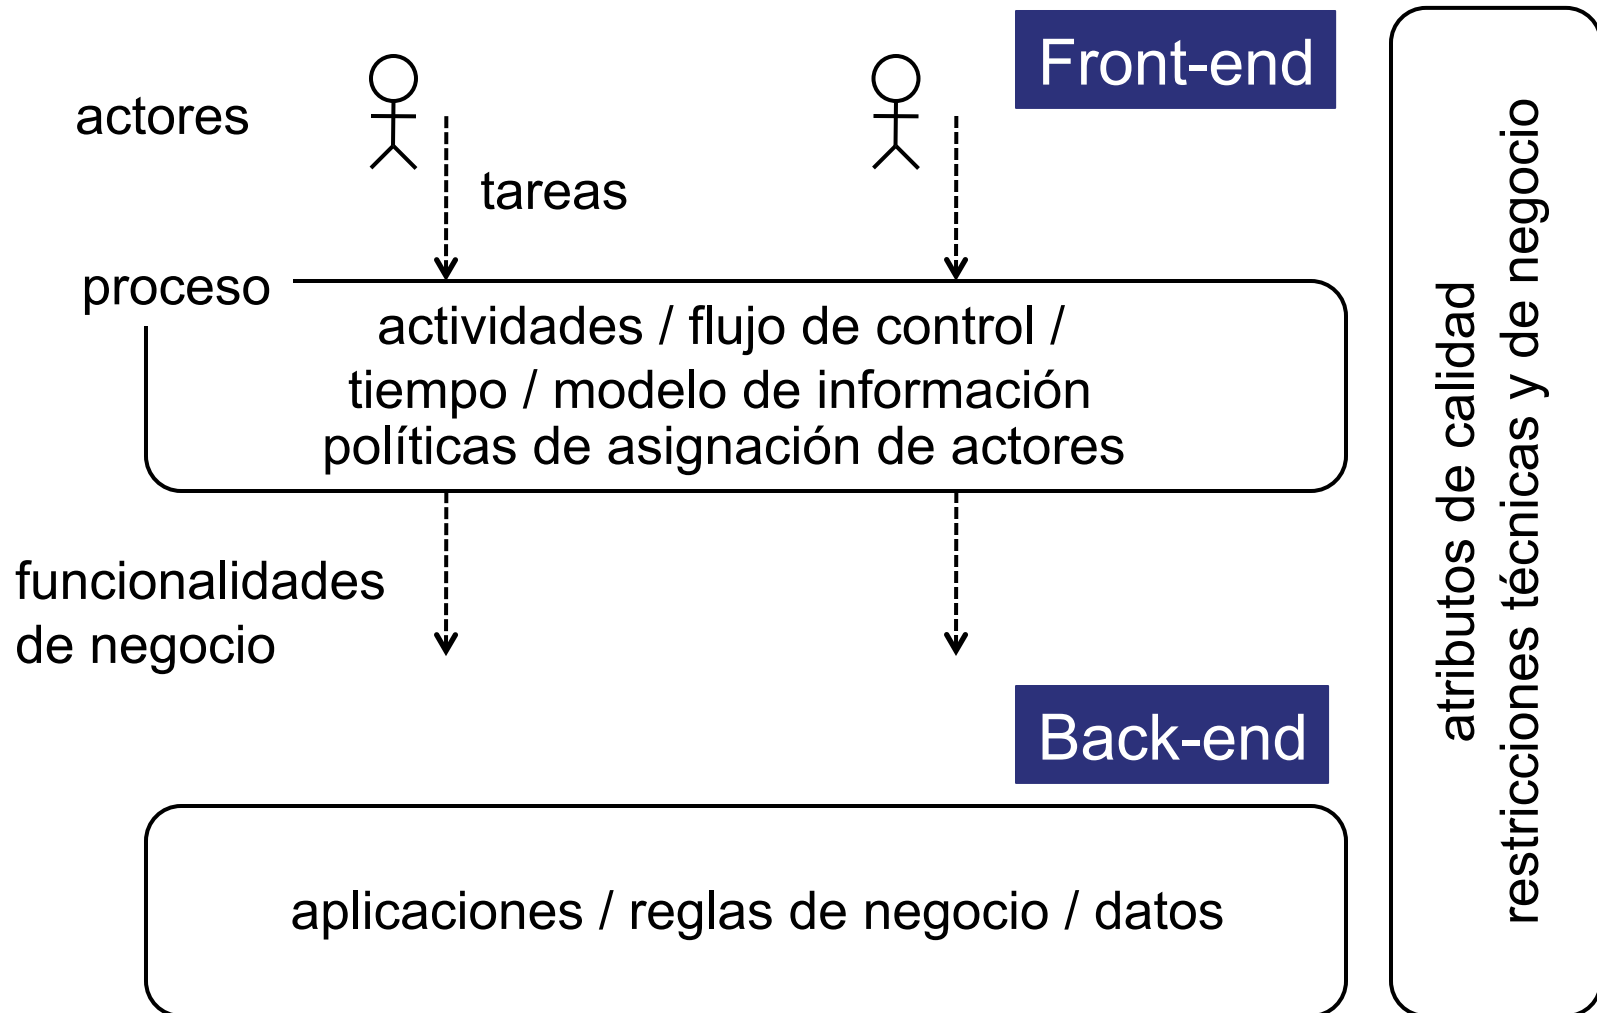 Front-end
actores
tareas
proceso
actividades / flujo de control /
tiempo / modelo de información
políticas de asignación de actores
funcionalidades
de negocio
Back-end
aplicaciones / reglas de negocio / datos
atributos de calidad
restricciones técnicas y de negocio